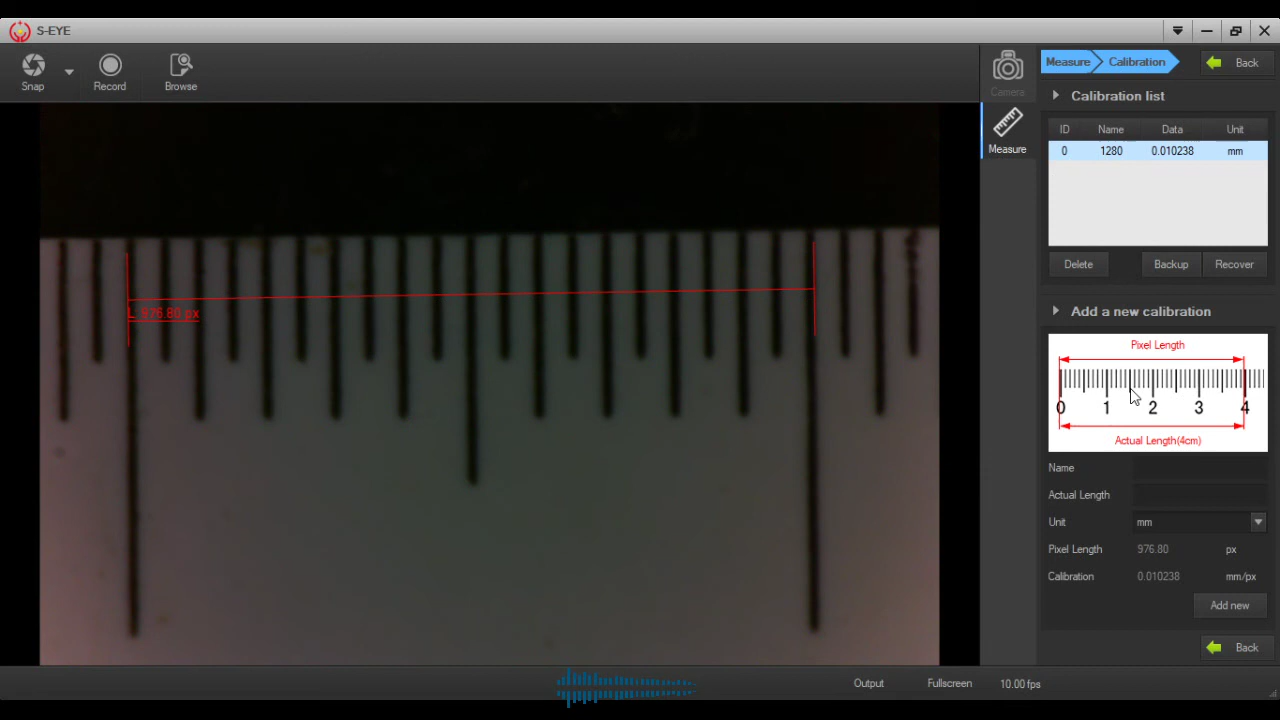 S-EYE
Snap
Record
Browse
Camera
Measure
Measure
Calibration
Back
Calibration list
ID Name Data Unit
0 1280 0.010238 mm
Delete
Backup
Recover
Add a new calibration
Pixel Length
0 1 2 3 4
Actual Length(4cm)
Name
Actual Length
Unit mm
Pixel Length 976.80 px
Calibration 0.010238 mm/px
Add new
Back
L 976.80 px
Output
Fullscreen
10.00 fps